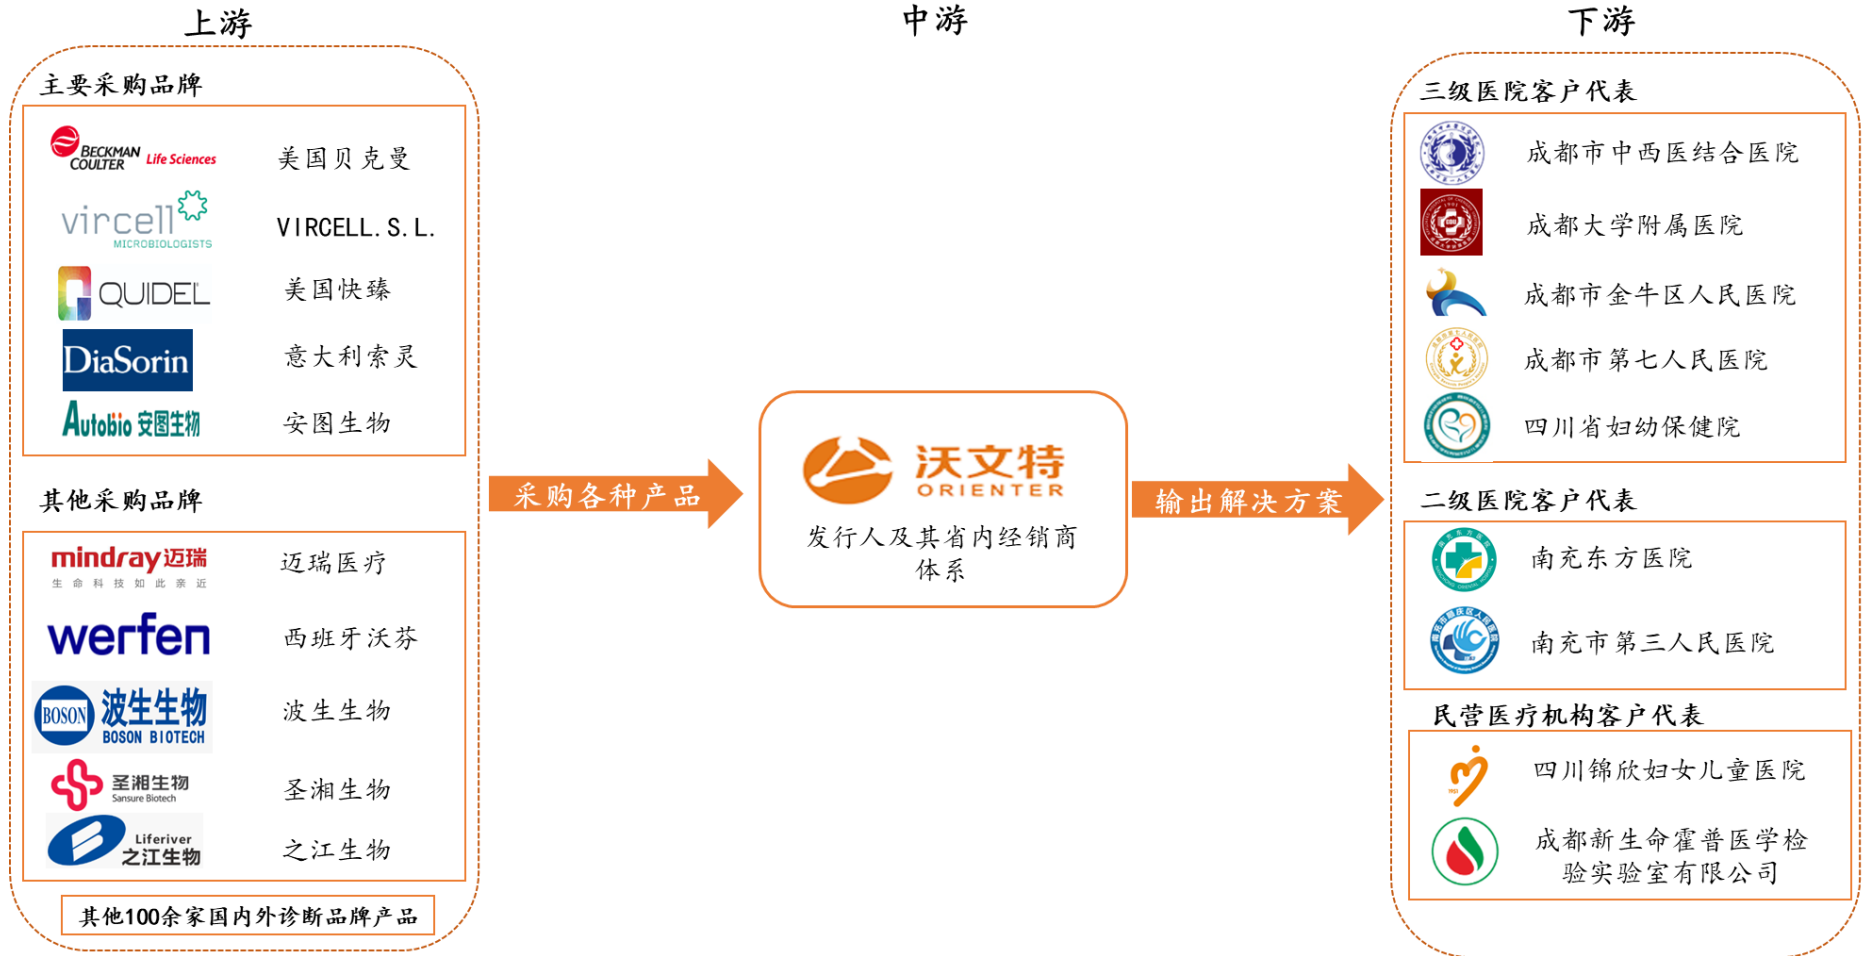 上游
中游
下游
主要采购品牌
BECKMAN
COULTER Life Sciences
美国贝克曼
vircell
MICROBIOLOGISTS
VIRCELL.S.L.
QUIDEL
美国快臻
DiaSorin
意大利索灵
Autobio 安图生物
安图生物
其他采购品牌
mindray 迈瑞
生命科技如此亲近
迈瑞医疗
werfen
西班牙沃芬
BOSON
波生生物
BOSON BIOTECH
波生生物
圣湘生物
Sansure Biotech
圣湘生物
Liferiver
之江生物
之江生物
其他100余家国内外诊断品牌产品
采购各种产品
沃文特
ORIENTER
发行人及其省内经销商
体系
输出解决方案
三级医院客户代表
成都市中西医结合医院
成都大学附属医院
成都市金牛区人民医院
成都市第七人民医院
四川省妇幼保健院
二级医院客户代表
南充东方医院
南充市第三人民医院
民营医疗机构客户代表
四川锦欣妇女儿童医院
成都新生命霍普医学检
验实验室有限公司